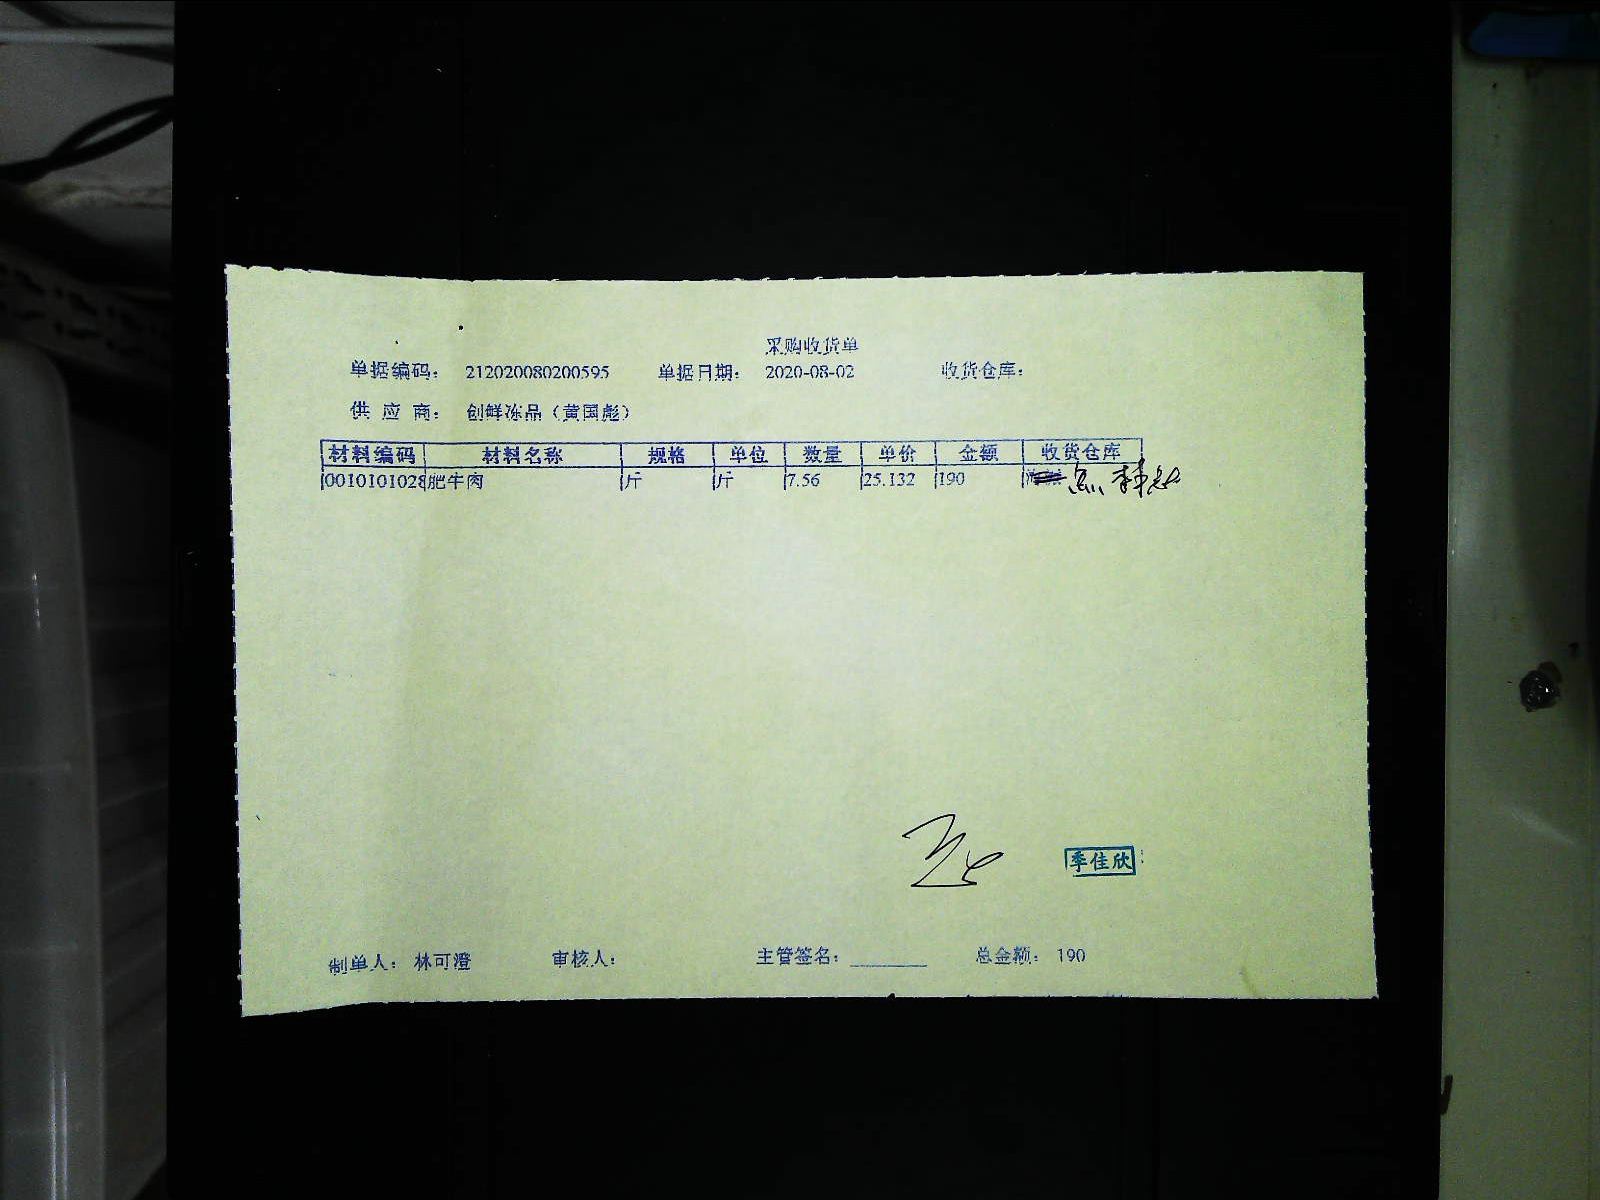 采购收货单
单据编码： 212020080200595 单据日期： 2020-08-02 收货仓库：
供 应 商： 创鲜冻品（黄国彪）
材料编码 材料名称 规格 单位 数量 单价 金额 收货仓库
0010101028 肥牛肉 斤 斤 7.56 25.132 190
季佳欣
制单人： 林可澄 审核人： 主管签名： 总金额： 190